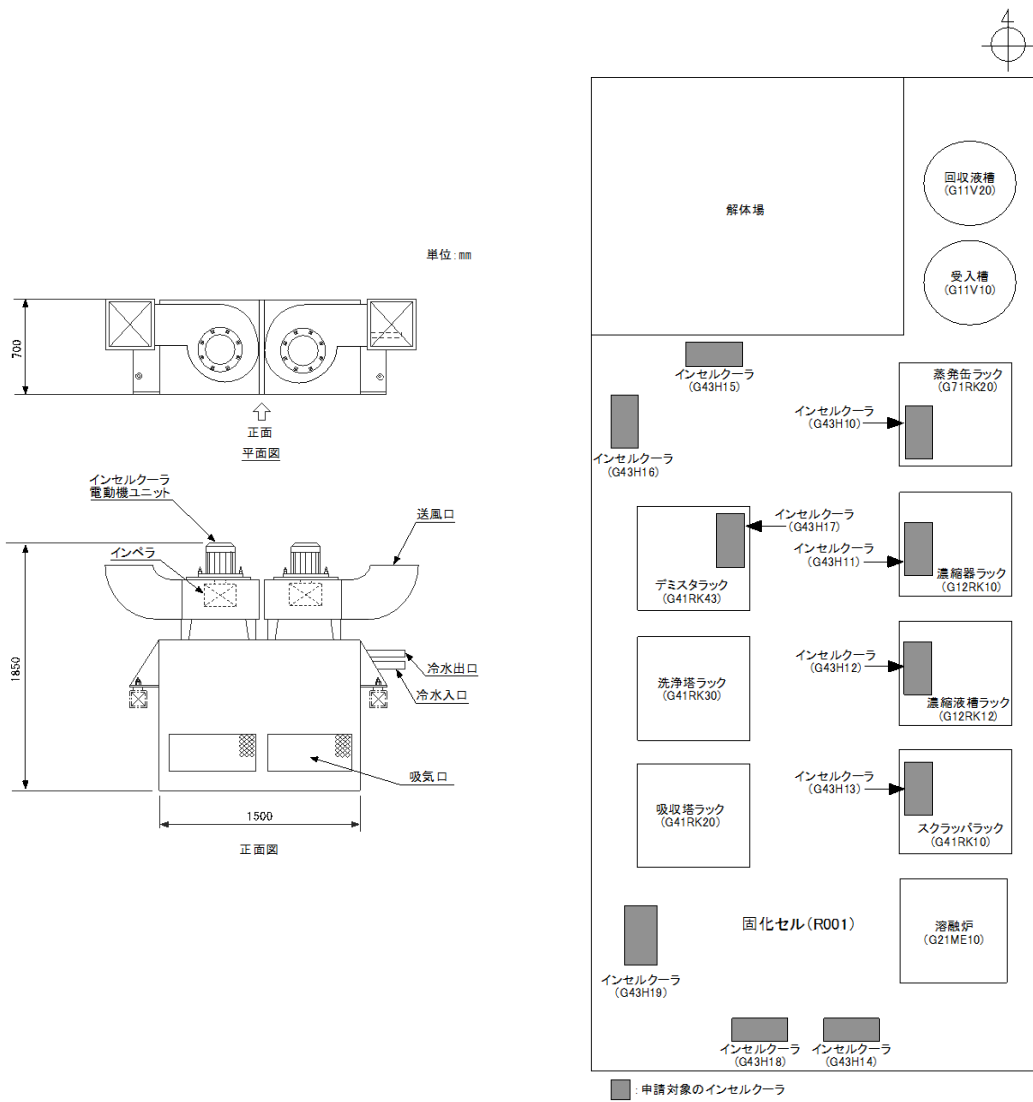 単位:mm
700
正面
平面図
インセルクーラ
電動機ユニット
インペラ
送風口
1850
冷水出口
冷水入口
吸気口
1500
正面図
4
解体場
回収液槽
(G11V20)
受入槽
(G11V10)
インセルクーラ
(G43H15)
蒸発缶ラック
(G71RK20)
インセルクーラ
(G43H10)
インセルクーラ
(G43H16)
インセルクーラ
(G43H17)
インセルクーラ
(G43H11)
デミスタラック
(G41RK43)
濃縮器ラック
(G12RK10)
インセルクーラ
(G43H12)
洗浄塔ラック
(G41RK30)
濃縮液槽ラック
(G12RK12)
インセルクーラ
(G43H13)
吸収塔ラック
(G41RK20)
スクラッバラック
(G41RK10)
固化セル(R001)
溶融炉
(G21ME10)
インセルクーラ
(G43H19)
インセルクーラ
(G43H18)
インセルクーラ
(G43H14)
:申請対象のインセルクーラ